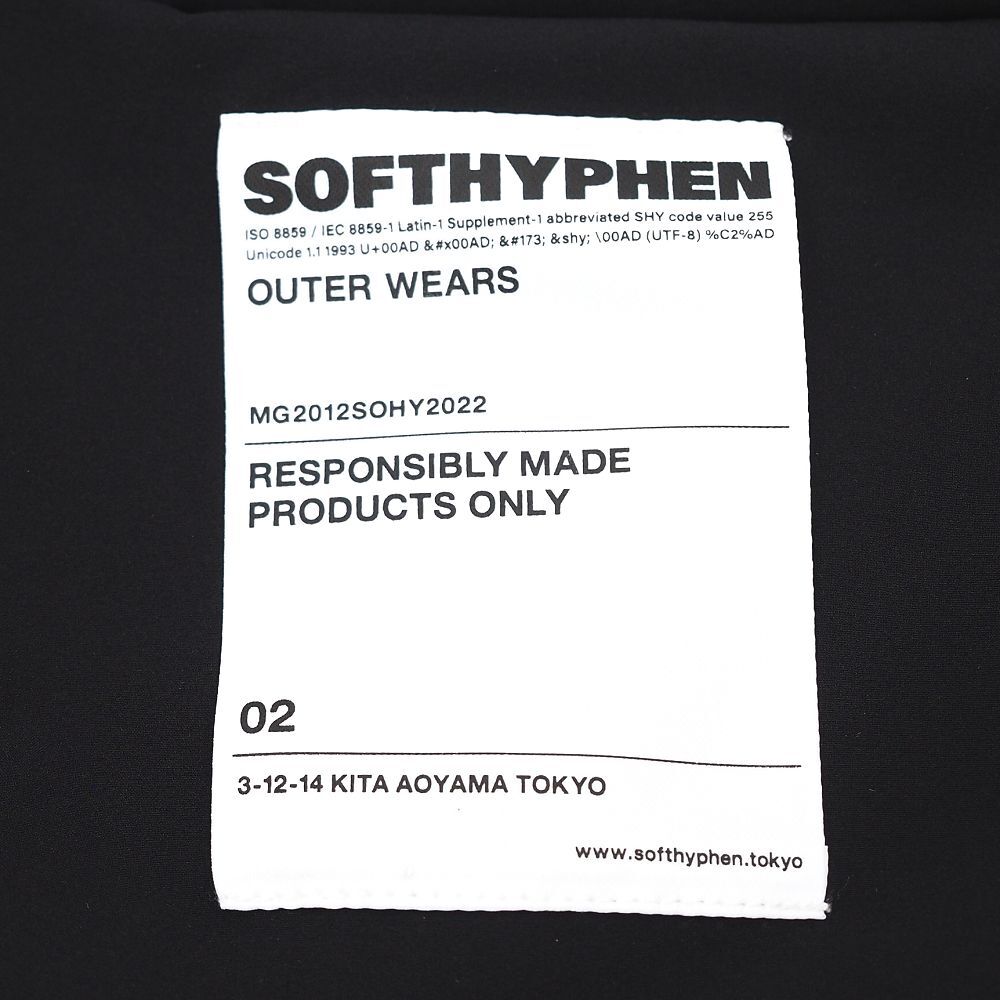 SOFTHYPHEN
ISO 8859 / IEC 8859-1 Latin-1 Supplement-1 abbreviated SHY code value 255
Unicode 1.1 1993 U+00AD &#x00AD; &#173; &shy; \00AD (UTF-8) %C2%AD
OUTER WEARS
MG2012SOHY2022
RESPONSIBLY MADE
PRODUCTS ONLY
02
3-12-14 KITA AOYAMA TOKYO
www.softhyphen.tokyo